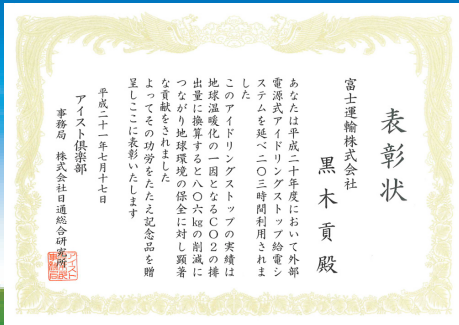 表彰状
富士運輸株式会社
黒木貢殿
あなたは平成二十年度において外部
電源式アイドリングストップ給電シ
ステムを延べ二〇三時間利用されま
した
このアイドリングストップの実績は
地球温暖化の一因となるCO2の排
出量に換算すると八〇六kgの削減に
つながり地球環境の保全に対し顕著
な貢献をされました
よってその功労をたたえ記念品を贈
呈しここに表彰いたします
平成二十一年七月十七日
アイスト倶楽部
事務局 株式会社日通総合研究所